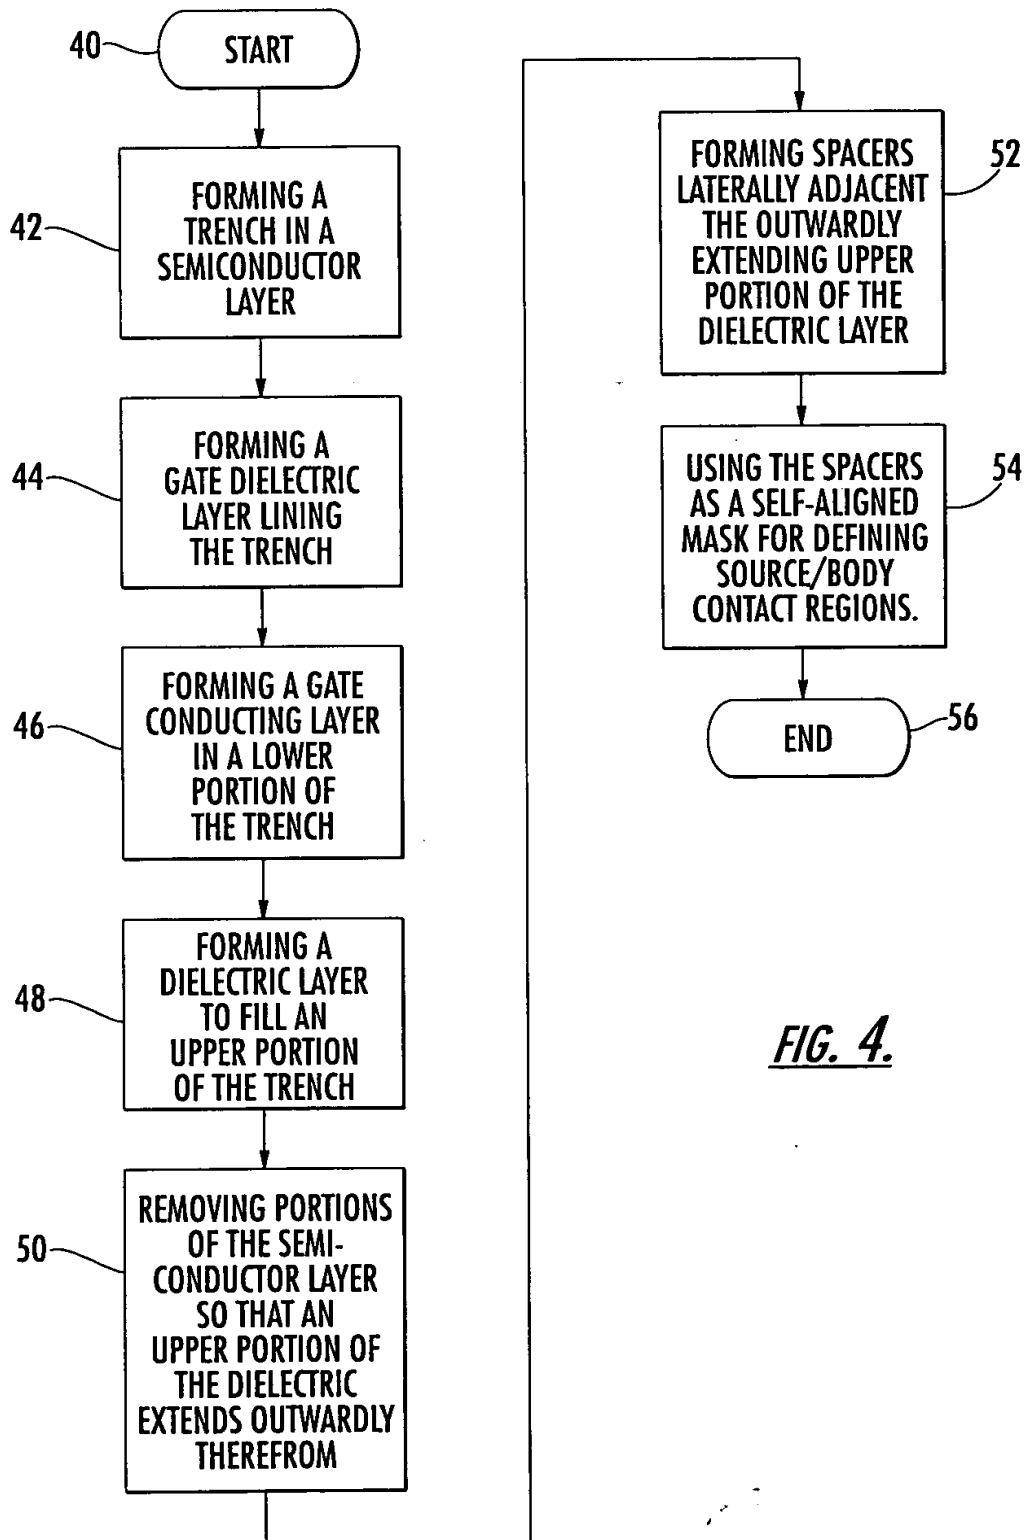 40
START
42
FORMING A
TRENCH IN A
SEMICONDUCTOR
LAYER
44
FORMING A
GATE DIELECTRIC
LAYER LINING
THE TRENCH
46
FORMING A GATE
CONDUCTING LAYER
IN A LOWER
PORTION OF
THE TRENCH
48
FORMING A
DIELECTRIC LAYER
TO FILL AN
UPPER PORTION
OF THE TRENCH
50
REMOVING PORTIONS
OF THE SEMI-
CONDUCTOR LAYER
SO THAT AN
UPPER PORTION OF
THE DIELECTRIC
EXTENDS OUTWARDLY
THEREFROM
52
FORMING SPACERS
LATERALLY ADJACENT
THE OUTWARDLY
EXTENDING UPPER
PORTION OF THE
DIELECTRIC LAYER
54
USING THE SPACERS
AS A SELF-ALIGNED
MASK FOR DEFINING
SOURCE/BODY
CONTACT REGIONS.
56
END
FIG. 4.